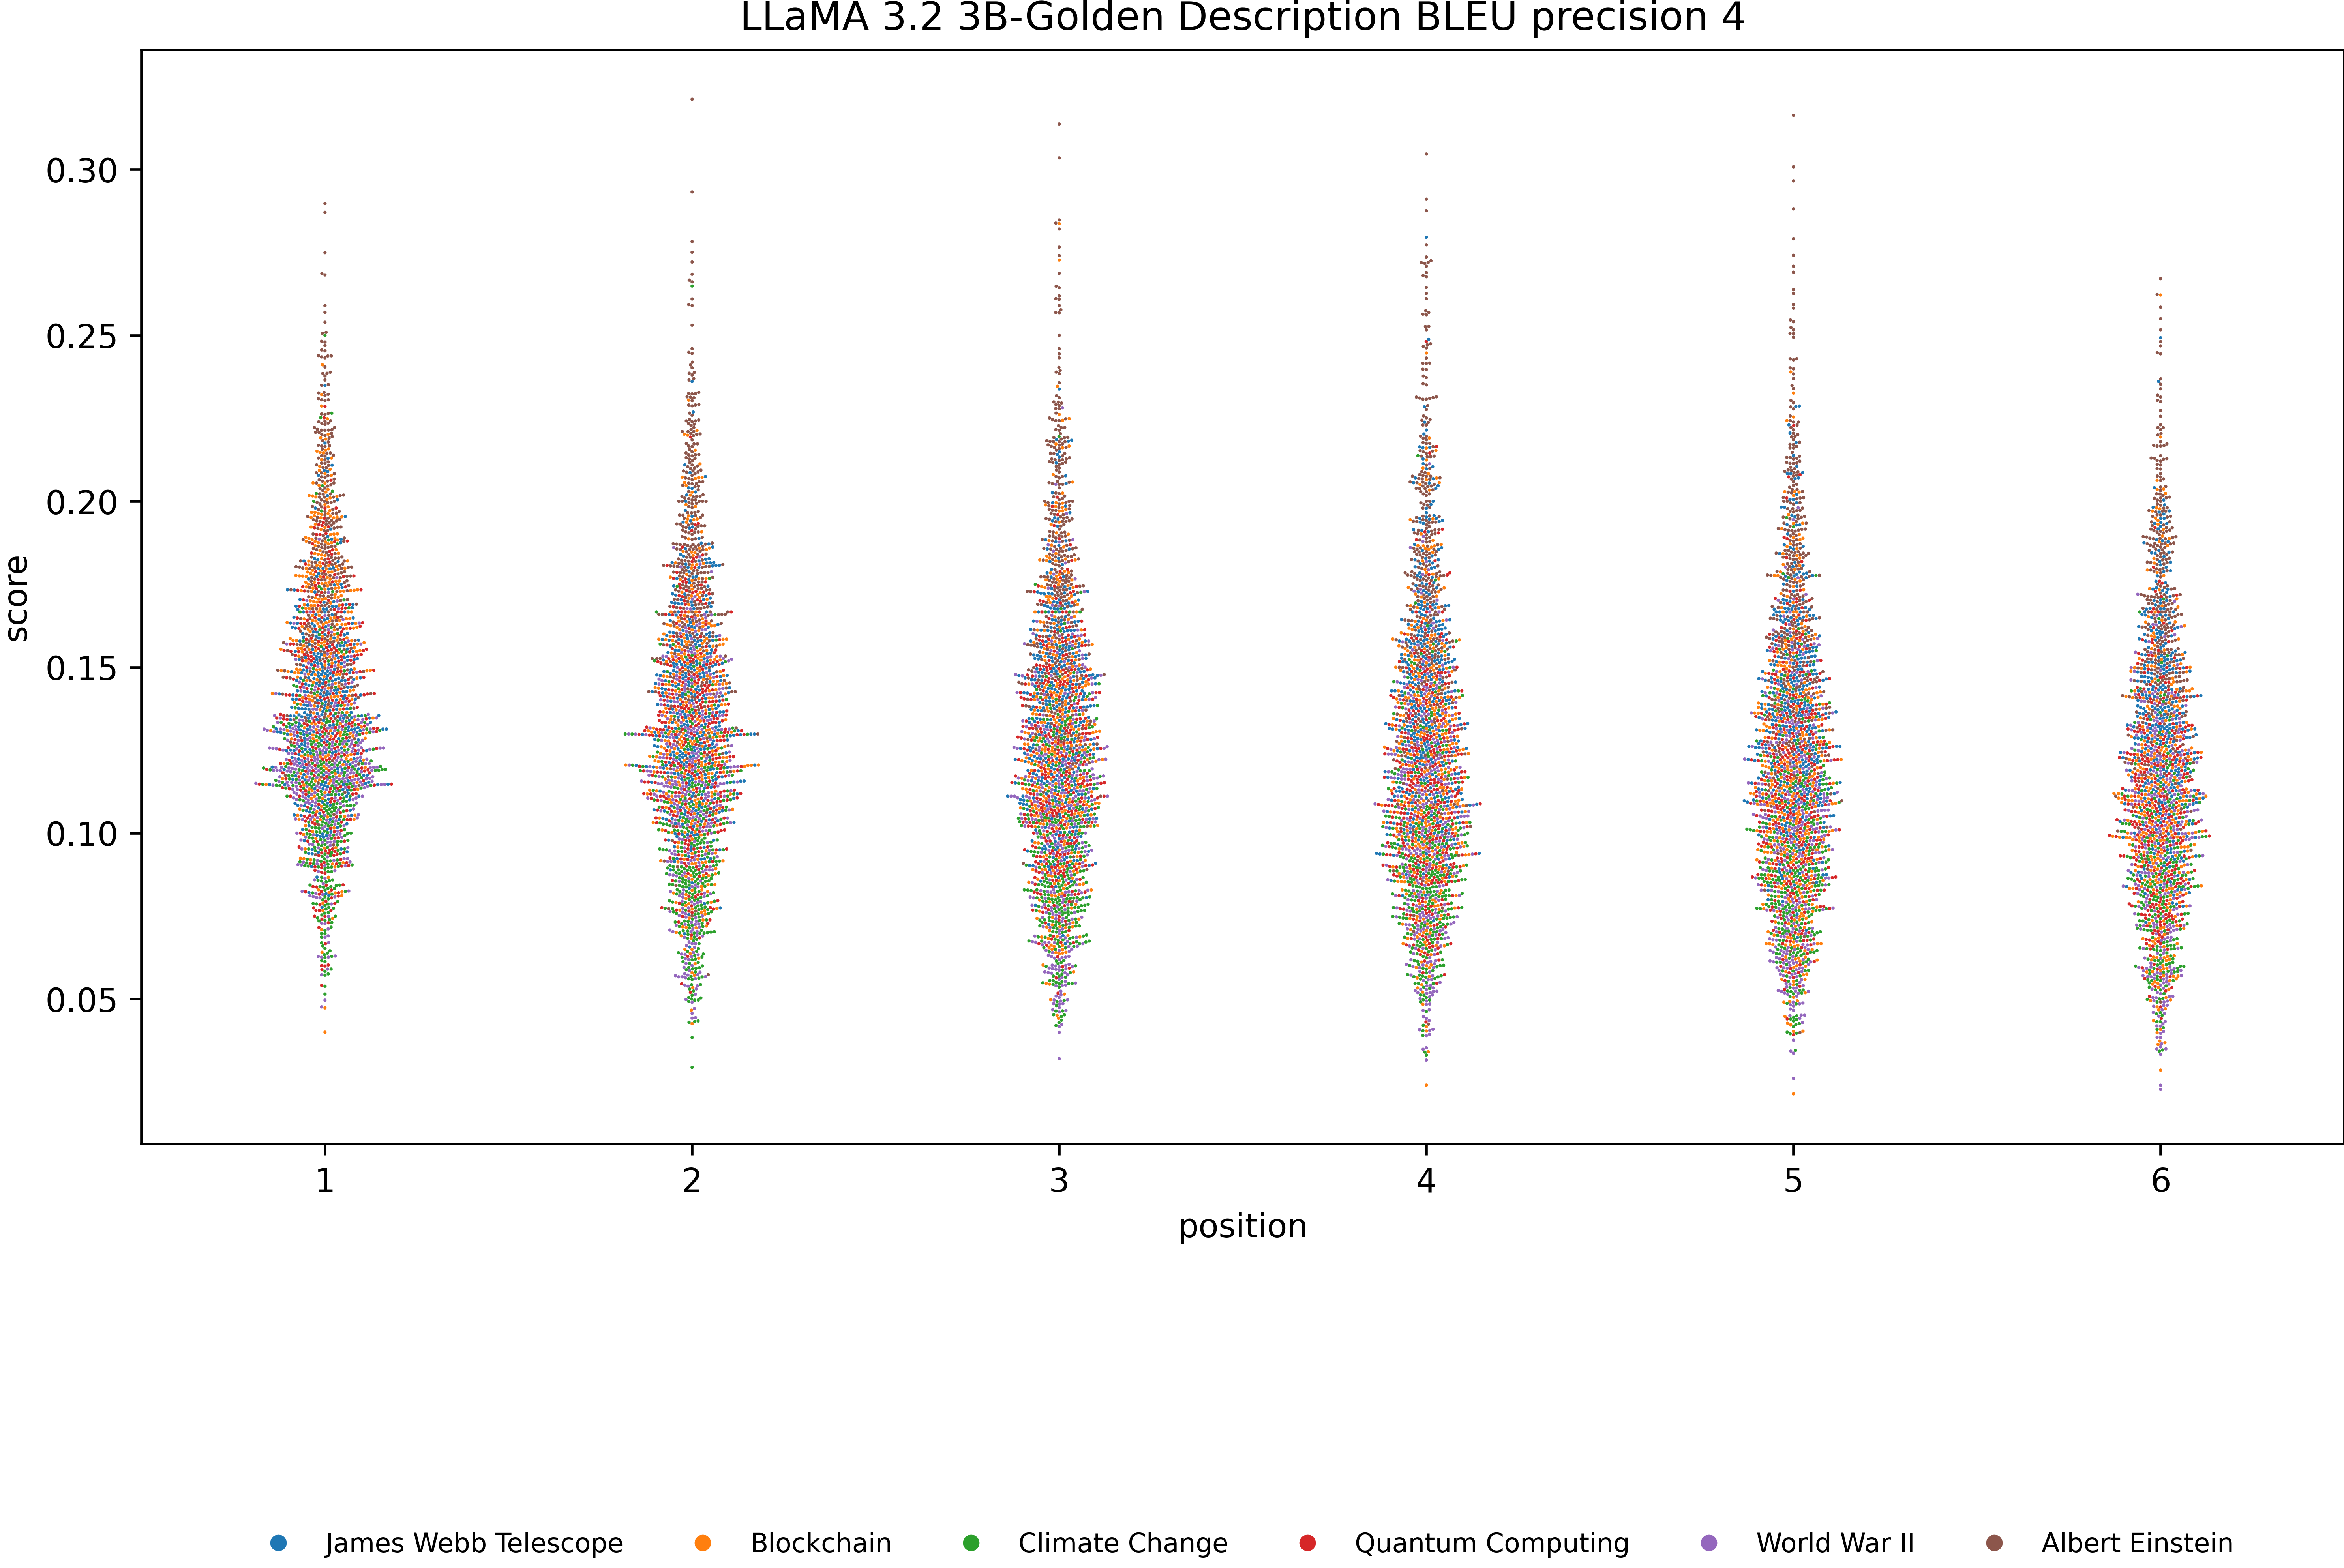 LLaMA 3.2 3B-Golden Description BLEU precision 4
score
0.30
0.25
0.20
0.15
0.10
0.05
1 2 3 4 5 6
position
James Webb Telescope Blockchain Climate Change Quantum Computing World War II Albert Einstein